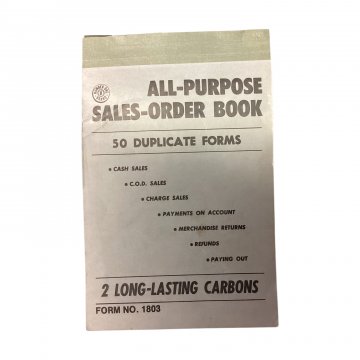 ALL-PURPOSE
SALES-ORDER BOOK
50 DUPLICATE FORMS
• CASH SALES
• C.O.D. SALES
• CHARGE SALES
• PAYMENTS ON ACCOUNT
• MERCHANDISE RETURNS
• REFUNDS
• PAYING OUT
2 LONG-LASTING CARBONS
FORM NO. 1803